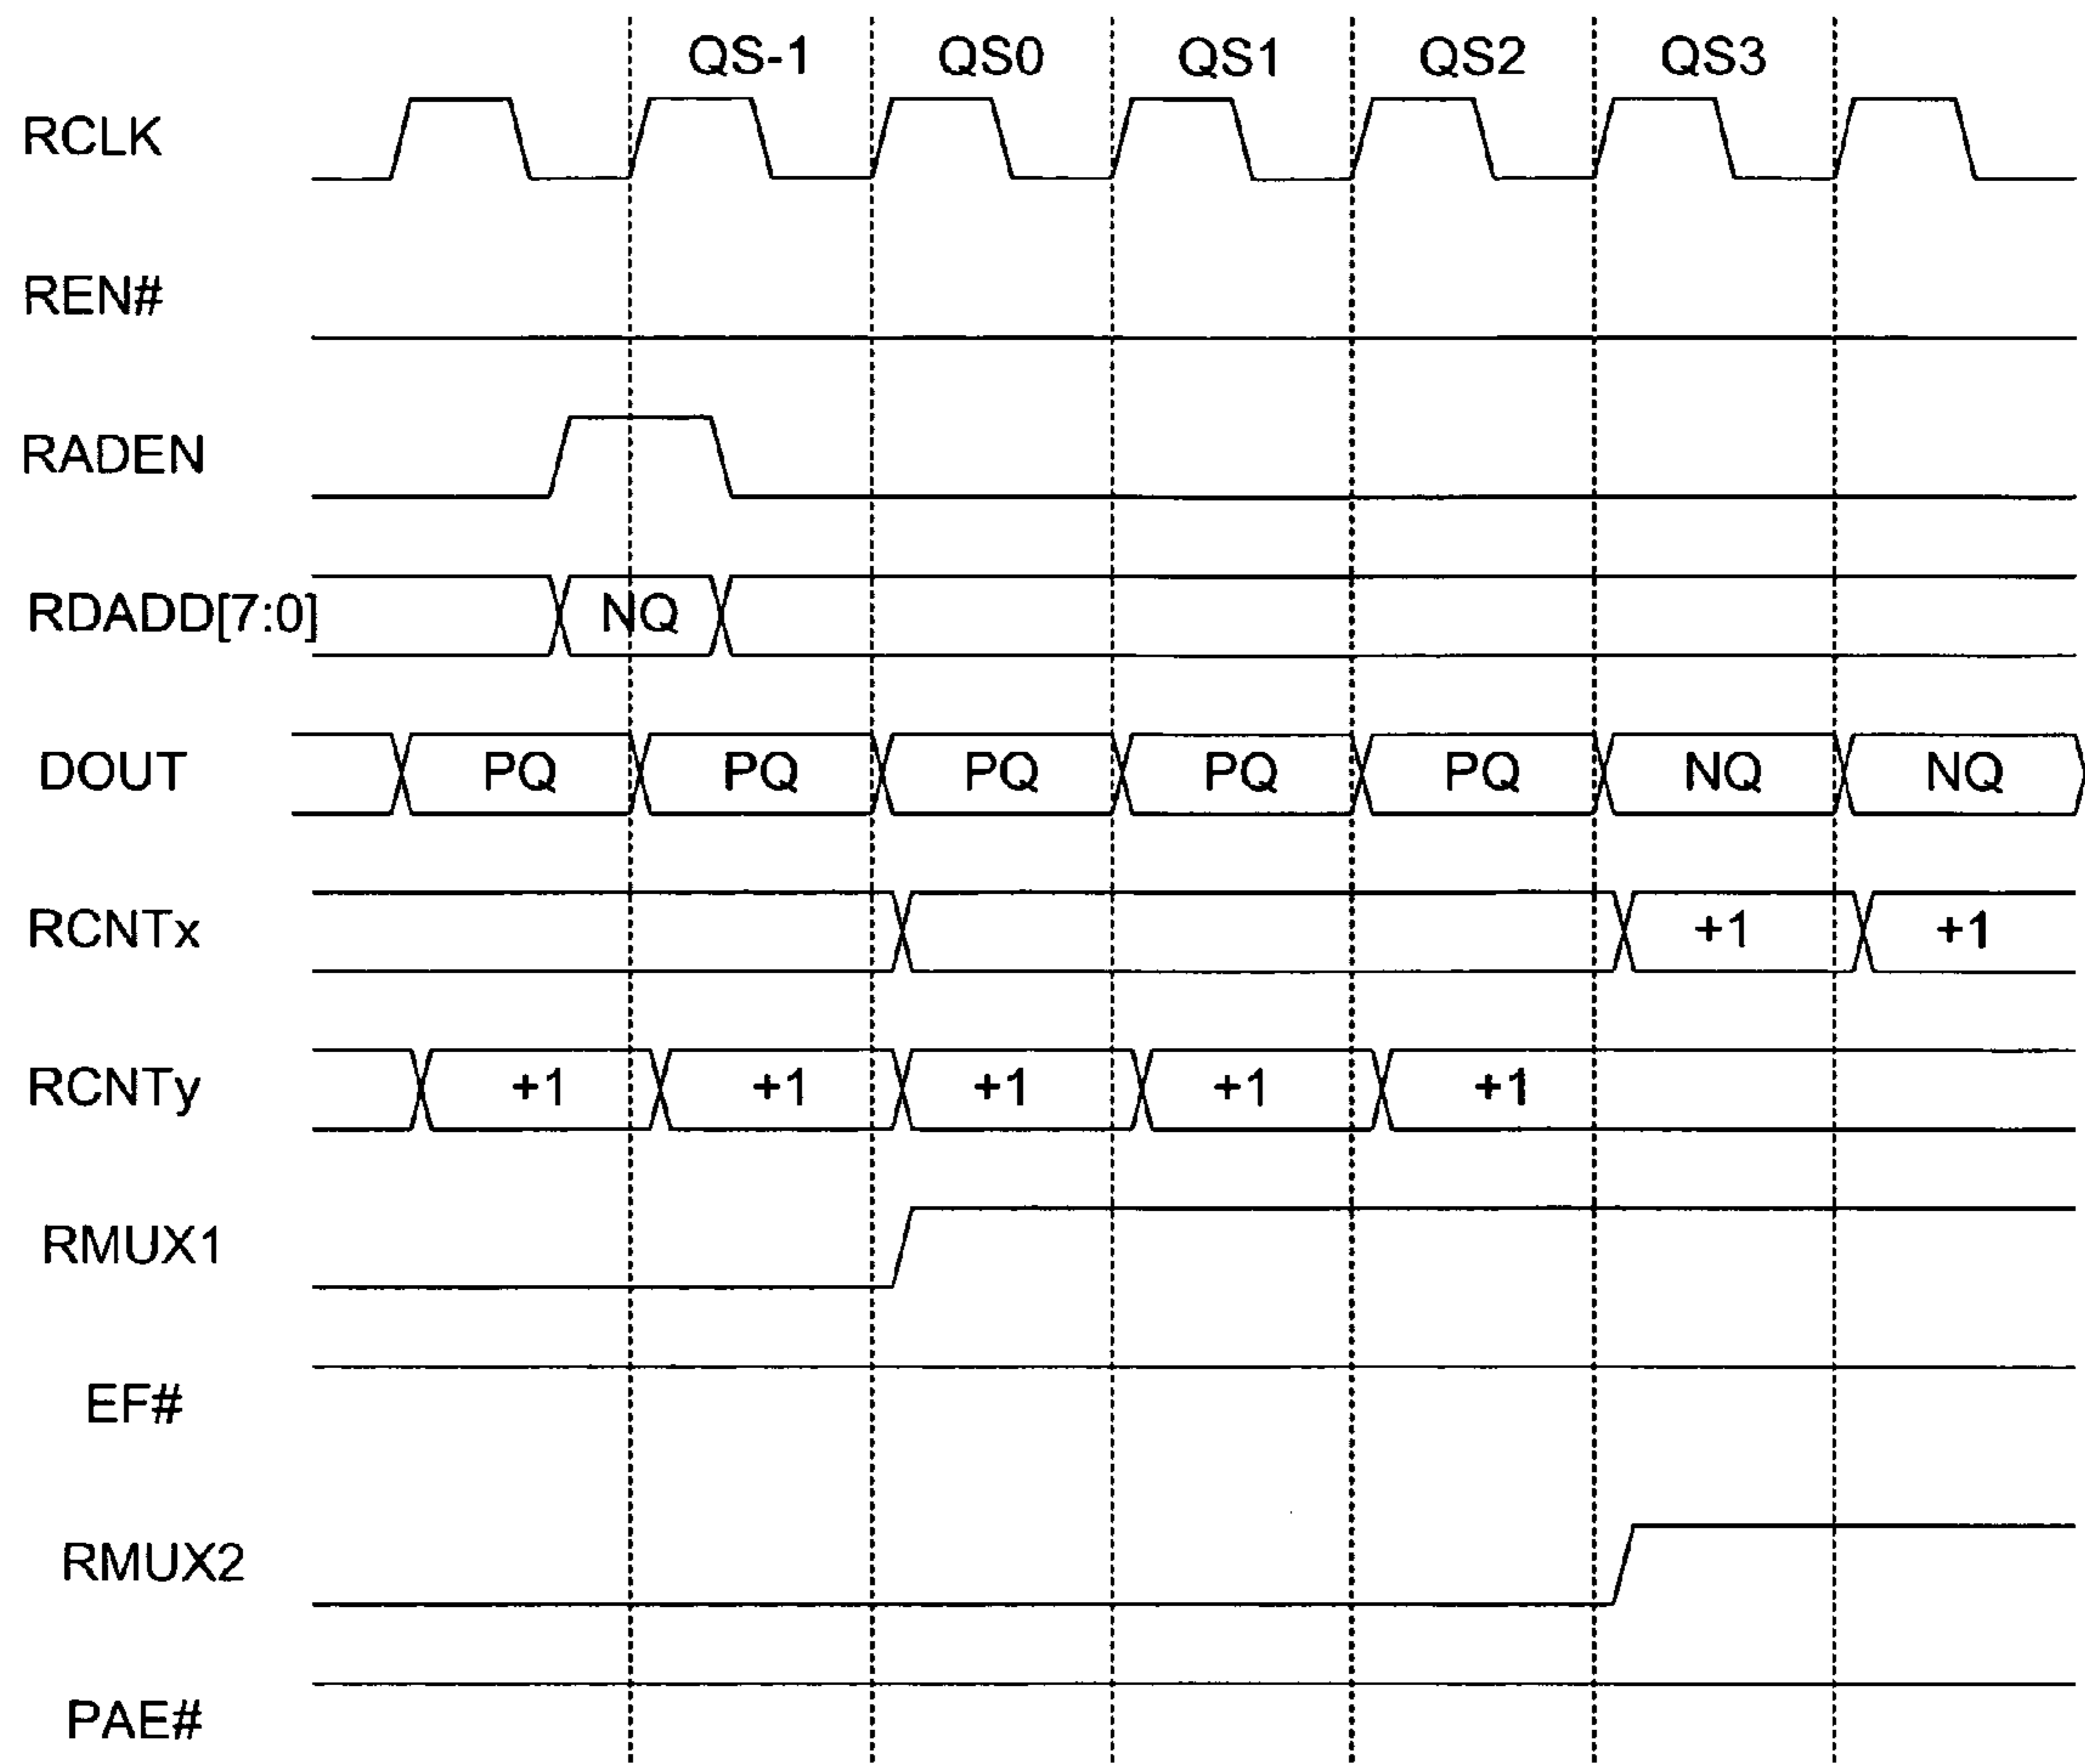 QS-1 QS0 QS1 QS2 QS3
RCLK
REN#
RADEN
RDADD[7:0] NQ
DOUT PQ PQ PQ PQ PQ NQ NQ
RCNTx +1 +1
RCNTy +1 +1 +1 +1 +1
RMUX1
EF#
RMUX2
PAE#